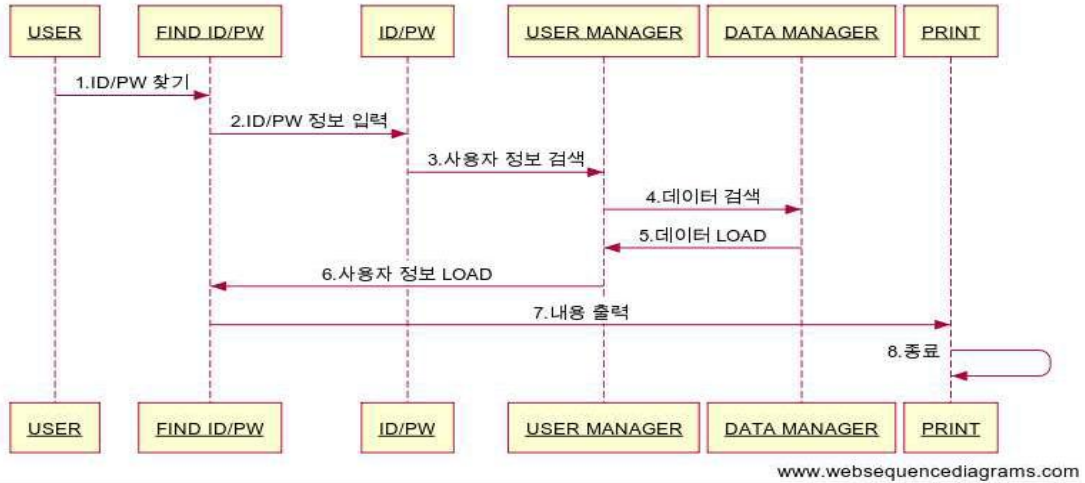 USER FIND ID/PW ID/PW USER MANAGER DATA MANAGER PRINT
1.ID/PW 찾기
2.ID/PW 정보 입력
3.사용자 정보 검색
4.데이터 검색
5.데이터 LOAD
6.사용자 정보 LOAD
7.내용 출력
8.종료
USER FIND ID/PW ID/PW USER MANAGER DATA MANAGER PRINT
www.websequencediagrams.com